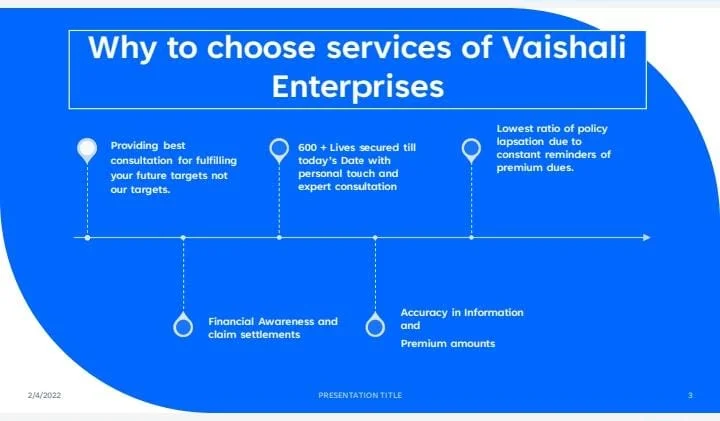 Why to choose services of Vaishali
Enterprises
Providing best
consultation for fulfilling
your future targets not
our targets.
600 + Lives secured till
today's Date with
personal touch and
expert consultation
Lowest ratio of policy
lapsation due to
constant reminders of
premium dues.
Financial Awareness and
claim settlements
Accuracy in Information
and
Premium amounts
2/4/2022
PRESENTATION TITLE
3